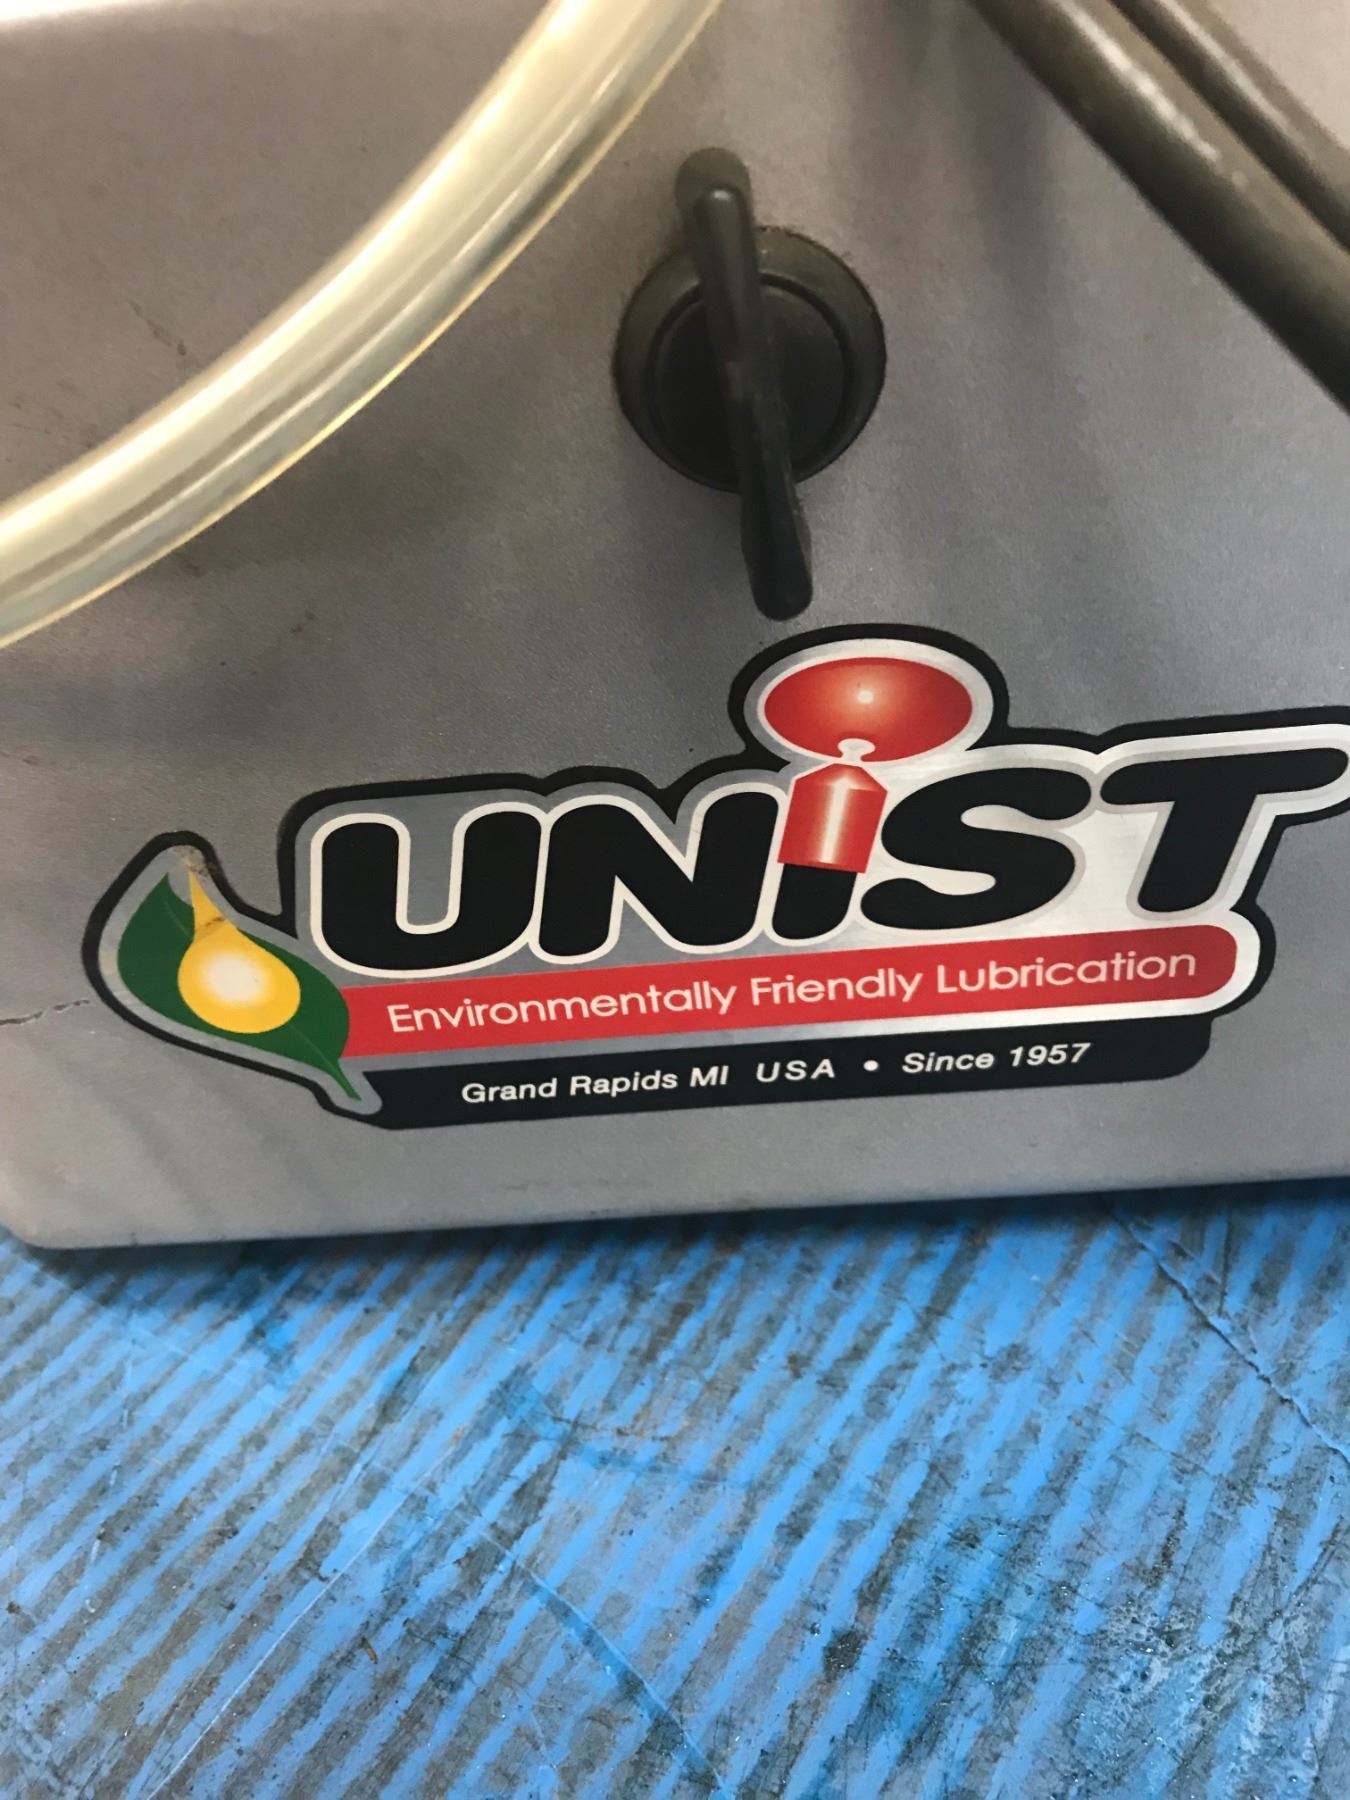 UNiST
Environmentally Friendly Lubrication
Grand Rapids MI USA • Since 1957